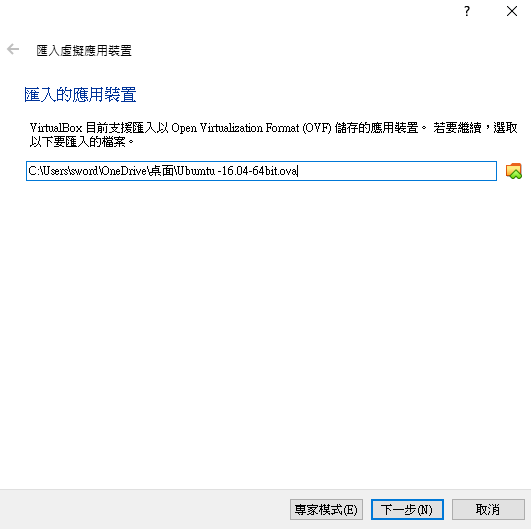 ?
匯入虛擬應用裝置
匯入的應用裝置
VirtualBox 目前支援匯入以 Open Virtualization Format (OVF) 儲存的應用裝置。 若要繼續，選取
以下要匯入的檔案。
C:\Users\sword\OneDrive\桌面\Ubumtu -16.04-64bit.ova
專家模式(E) 下一步(N) 取消